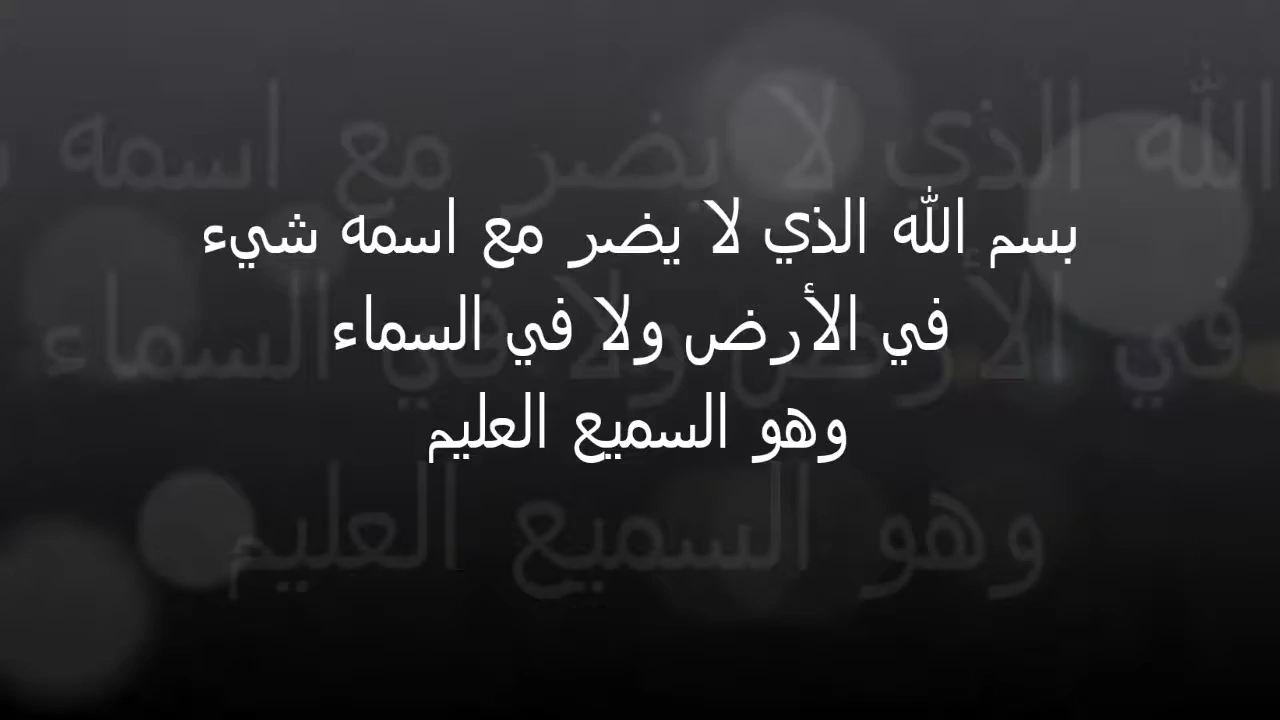 بسم الله الذي لا يضر مع اسمه شيء
في الأرض ولا في السماء
وهو السميع العليم